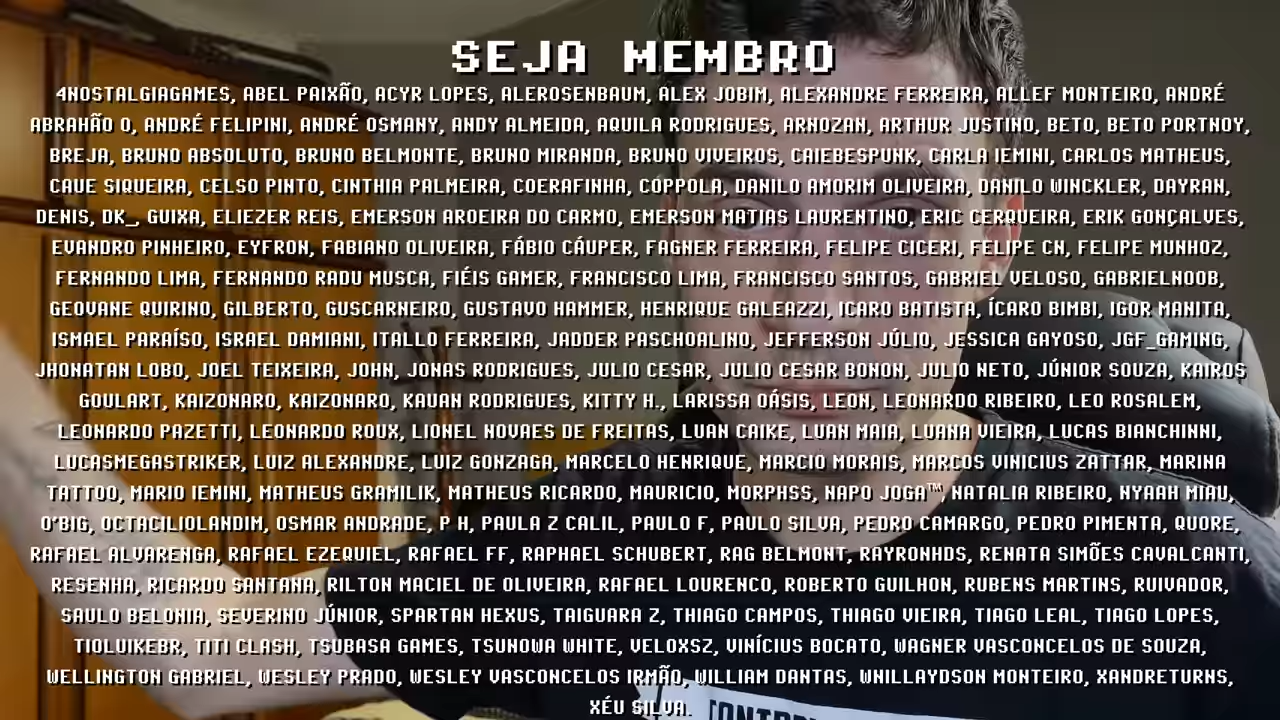 SEJA MEMBRO
4NOSTALGIAGAMES, ABEL PAIXÃO, ACYR LOPES, ALEROSENBAUM, ALEX JOBIM, ALEXANDRE FERREIRA, ALLEF MONTEIRO, ANDRÉ
ABRAHÃO O, ANDRÉ FELIPINI, ANDRÉ OSMANY, ANDY ALMEIDA, AQUILA RODRIGUES, ARNOZAN, ARTHUR JUSTINO, BETO, BETO PORTNOY,
BREJA, BRUNO ABSOLUTO, BRUNO BELMONTE, BRUNO MIRANDA, BRUNO VIVEIROS, CAIEBESPUNK, CARLA IEMINI, CARLOS MATHEUS,
CAUE SIQUEIRA, CELSO PINTO, CINTHIA PALMEIRA, COERAFINHA, CÓPPOLA, DANILO AMORIM OLIVEIRA, DANILO WINCKLER, DAYRAN,
DENIS, DK_, GUIXA, ELIEZER REIS, EMERSON AROEIRA DO CARMO, EMERSON MATIAS LAURENTINO, ERIC CERQUEIRA, ERIK GONÇALVES,
EVANDRO PINHEIRO, EYFRON, FABIANO OLIVEIRA, FÁBIO CÁUPER, FAGNER FERREIRA, FELIPE CICERI, FELIPE CN, FELIPE MUNHOZ,
FERNANDO LIMA, FERNANDO RADU MUSCA, FIÉIS GAMER, FRANCISCO LIMA, FRANCISCO SANTOS, GABRIEL VELOSO, GABRIELNOOB,
GEOVANE QUIRINO, GILBERTO, GUSCARNEIRO, GUSTAVO HAMMER, HENRIQUE GALEAZZI, ICARO BATISTA, ÍCARO BIMBI, IGOR MANITA,
ISMAEL PARAÍSO, ISRAEL DAMIANI, ITALLO FERREIRA, JADDER PASCHOALINO, JEFFERSON JÚLIO, JESSICA GAYOSO, JGF_GAMING,
JHONATAN LOBO, JOEL TEIXEIRA, JOHN, JONAS RODRIGUES, JULIO CESAR, JULIO CESAR BONON, JULIO NETO, JÚNIOR SOUZA, KAIROS
GOULART, KAIZONARO, KAIZONARO, KAUAN RODRIGUES, KITTY H., LARISSA OÁSIS, LEON, LEONARDO RIBEIRO, LEO ROSALEM,
LEONARDO PAZETTI, LEONARDO ROUX, LIONEL NOVAES DE FREITAS, LUAN CAIKE, LUAN MAIA, LUANA VIEIRA, LUCAS BIANCHINNI,
LUCASMEGASTRIKER, LUIZ ALEXANDRE, LUIZ GONZAGA, MARCELO HENRIQUE, MARCIO MORAIS, MARCOS VINICIUS ZATTAR, MARINA
TATTOO, MARIO IEMINI, MATHEUS GRAMILIK, MATHEUS RICARDO, MAURICIO, MORPHSS, NAPO JOGA™, NATALIA RIBEIRO, NYAAH MIAU,
O'BIG, OCTACILIOLANDIM, OSMAR ANDRADE, P H, PAULA Z CALIL, PAULO F, PAULO SILVA, PEDRO CAMARGO, PEDRO PIMENTA, QUORE,
RAFAEL ALVARENGA, RAFAEL EZEQUIEL, RAFAEL FF, RAPHAEL SCHUBERT, RAG BELMONT, RAYRONHDS, RENATA SIMÕES CAVALCANTI,
RESENHA, RICARDO SANTANA, RILTON MACIEL DE OLIVEIRA, RAFAEL LOURENCO, ROBERTO GUILHON, RUBENS MARTINS, RUIVADOR,
SAULO BELONIA, SEVERINO JÚNIOR, SPARTAN HEXUS, TAIGUARA Z, THIAGO CAMPOS, THIAGO VIEIRA, TIAGO LEAL, TIAGO LOPES,
TIOLUIKEBR, TITI CLASH, TSUBASA GAMES, TSUNOWA WHITE, VELOXSZ, VINÍCIUS BOCATO, WAGNER VASCONCELOS DE SOUZA,
WELLINGTON GABRIEL, WESLEY PRADO, WESLEY VASCONCELOS IRMÃO, WILLIAM DANTAS, WNILLAYDSON MONTEIRO, XANDRETURNS,
XÉU SILVA.